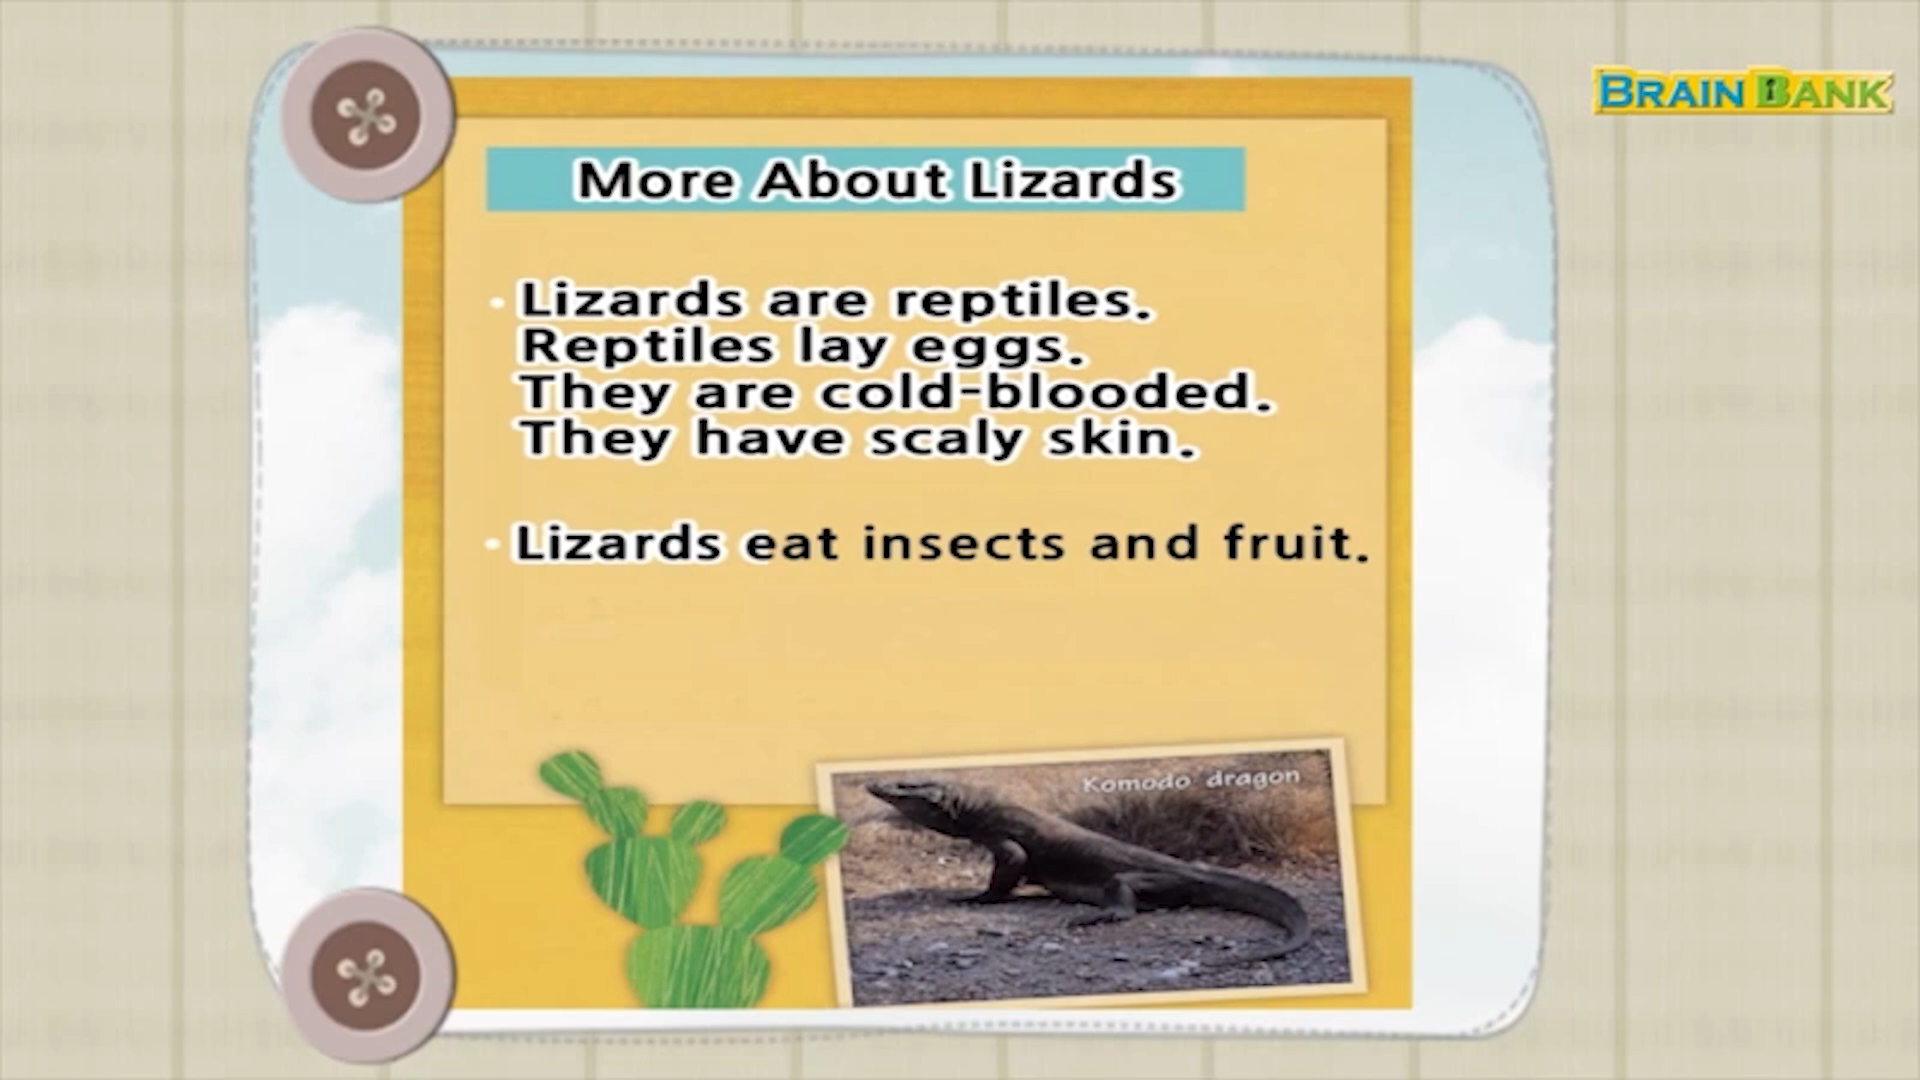 BRAIN BANK
More About Lizards
· Lizards are reptiles.
Reptiles lay eggs.
They are cold-blooded.
They have scaly skin.
· Lizards eat insects and fruit.
Komodo dragon